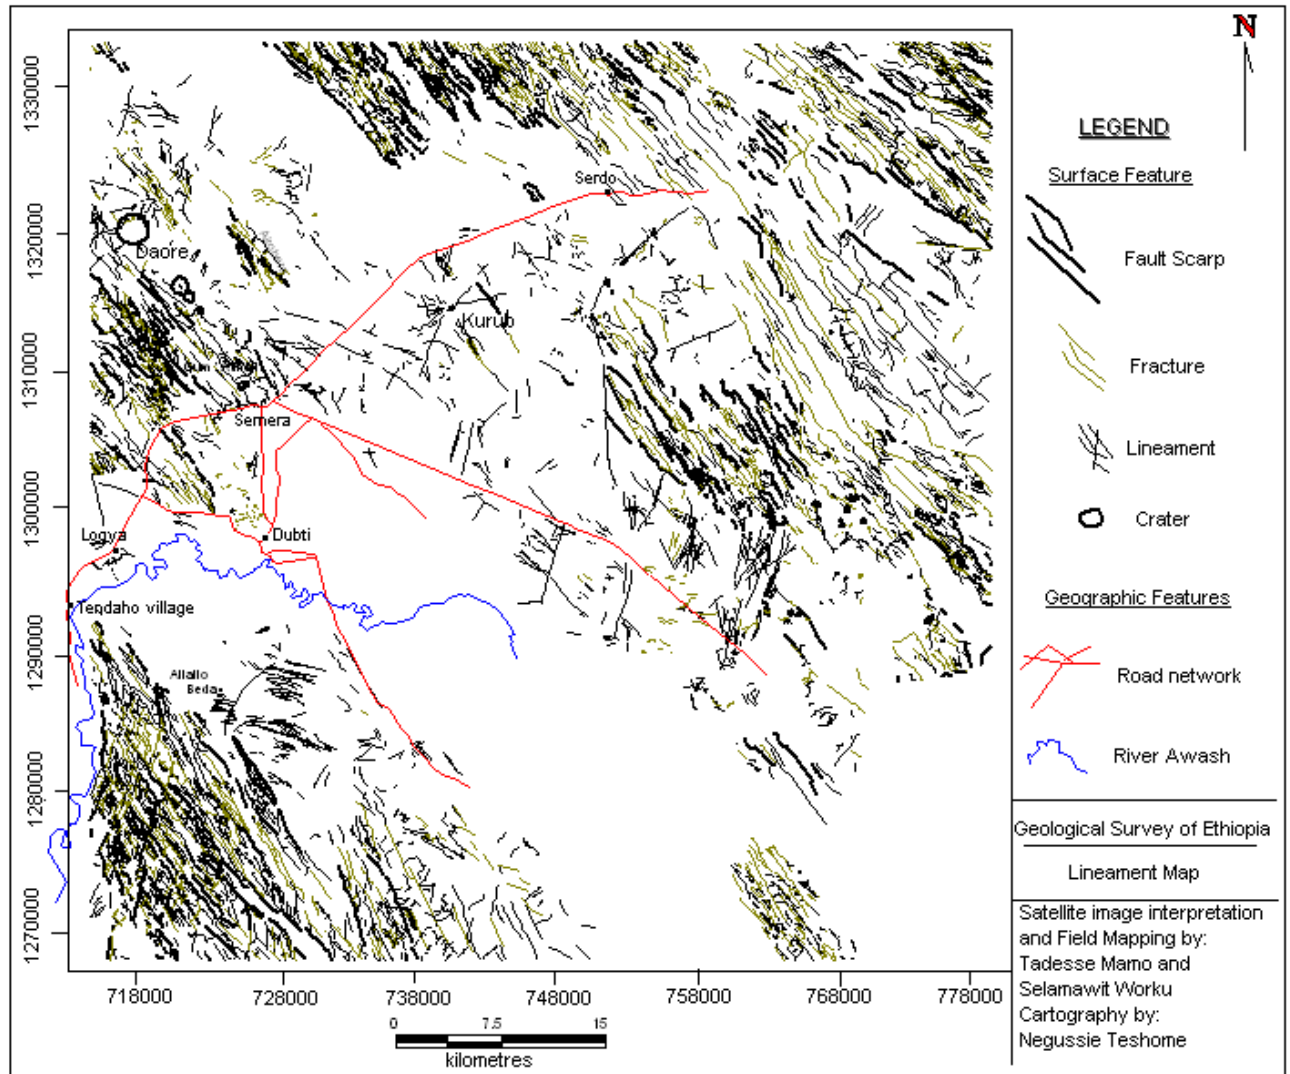 N
1330000
1320000
1310000
1300000
1290000
1280000
1270000
Serdo
Daore
Kurub
Semera
Logya
Dubti
Tendaho village
Allallo
Beda
718000
728000
738000
748000
758000
768000
778000
0
7.5
15
kilometres
LEGEND
Surface Feature
Fault Scarp
Fracture
Lineament
Crater
Geographic Features
Road network
River Awash
Geological Survey of Ethiopia
Lineament Map
Satellite image interpretation
and Field Mapping by:
Tadesse Mamo and
Selamawit Worku
Cartography by:
Negussie Teshome